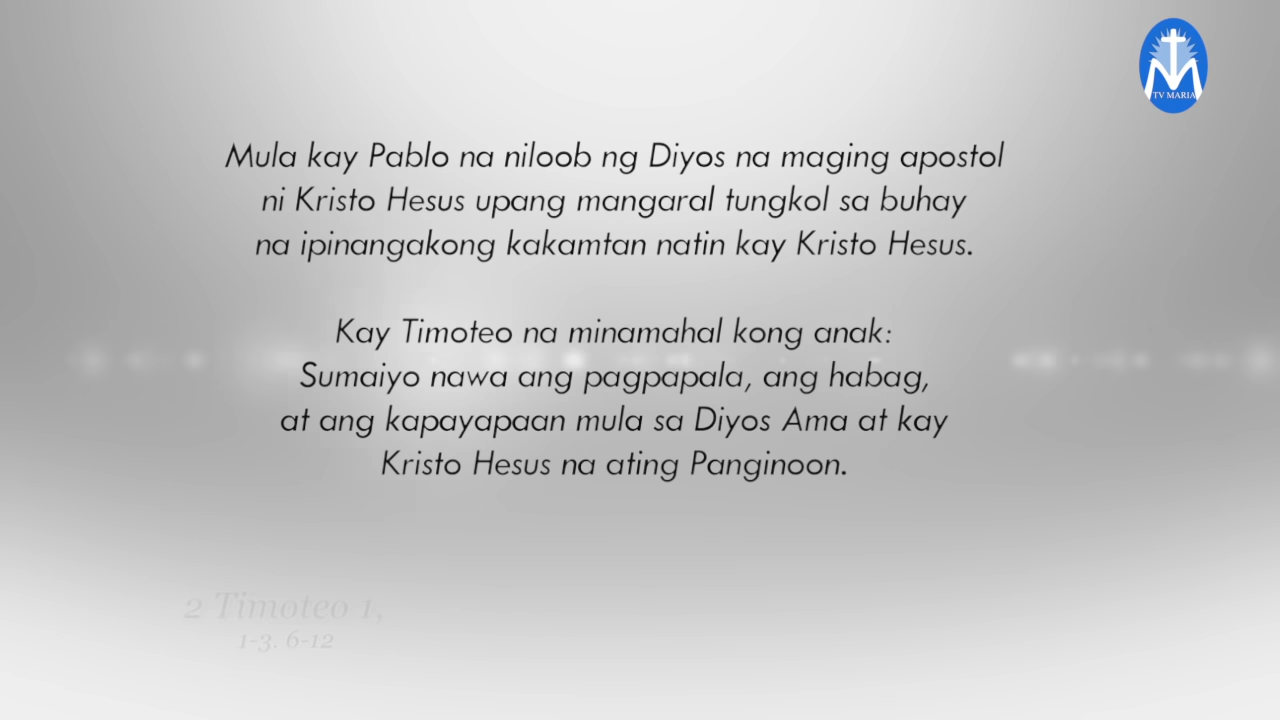 TV MARIA
Mula kay Pablo na niloob ng Diyos na maging apostol
ni Kristo Hesus upang mangaral tungkol sa buhay
na ipinangakong kakamtan natin kay Kristo Hesus.
Kay Timoteo na minamahal kong anak:
Sumaiyo nawa ang pagpapala, ang habag,
at ang kapayapaan mula sa Diyos Ama at kay
Kristo Hesus na ating Panginoon.
2 Timoteo 1,
1-3. 6-12